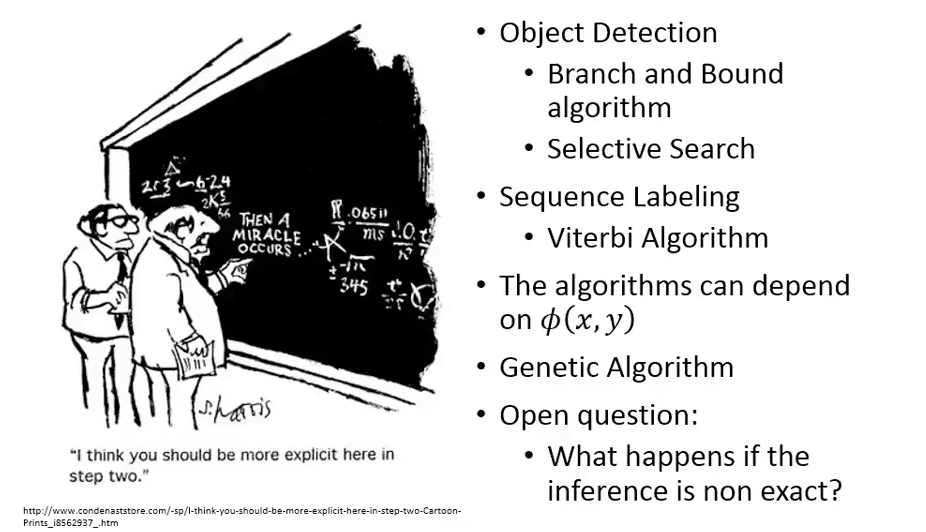 THEN A
MIRACLE
OCCURS...
S. Harris
"I think you should be more explicit here in
step two."
http://www.condenaststore.com/-sp/I-think-you-should-be-more-explicit-here-in-step-two-Cartoon-
Prints_i8562937_.htm
• Object Detection
• Branch and Bound
algorithm
• Selective Search
• Sequence Labeling
• Viterbi Algorithm
• The algorithms can depend
on ϕ(x, y)
• Genetic Algorithm
• Open question:
• What happens if the
inference is non exact?